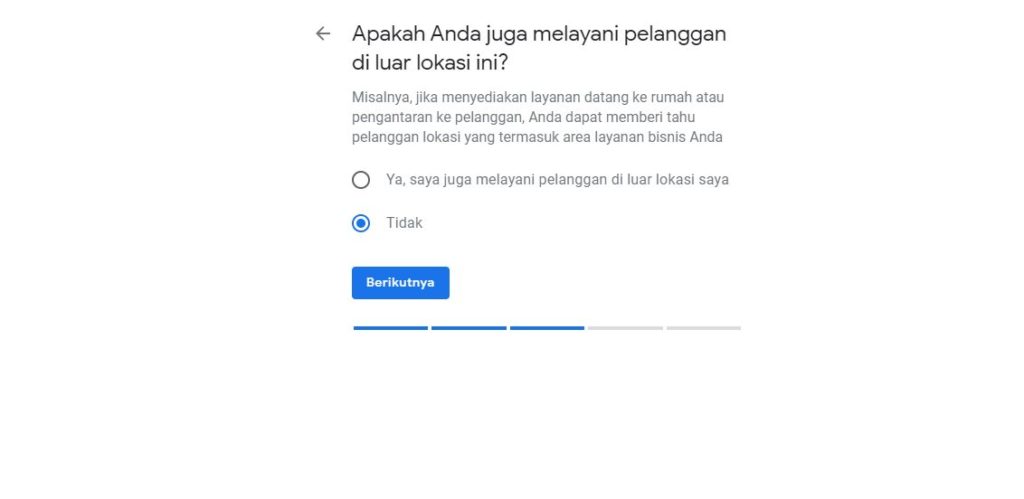 Apakah Anda juga melayani pelanggan
di luar lokasi ini?
Misalnya, jika menyediakan layanan datang ke rumah atau
pengantaran ke pelanggan, Anda dapat memberi tahu
pelanggan lokasi yang termasuk area layanan bisnis Anda
Ya, saya juga melayani pelanggan di luar lokasi saya
Tidak
Berikutnya